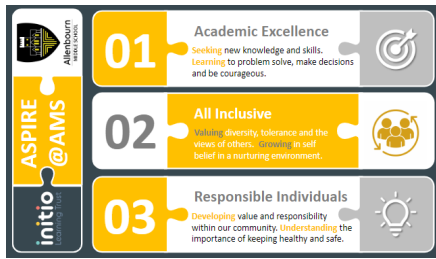 Allenbourn
MIDDLE SCHOOL
ASPIRE
@AMS
initio
Learning Trust
01
Academic Excellence
Seeking new knowledge and skills.
Learning to problem solve, make decisions
and be courageous.
02
All Inclusive
Valuing diversity, tolerance and the
views of others. Growing in self
belief in a nurturing environment.
03
Responsible Individuals
Developing value and responsibility
within our community. Understanding the
importance of keeping healthy and safe.